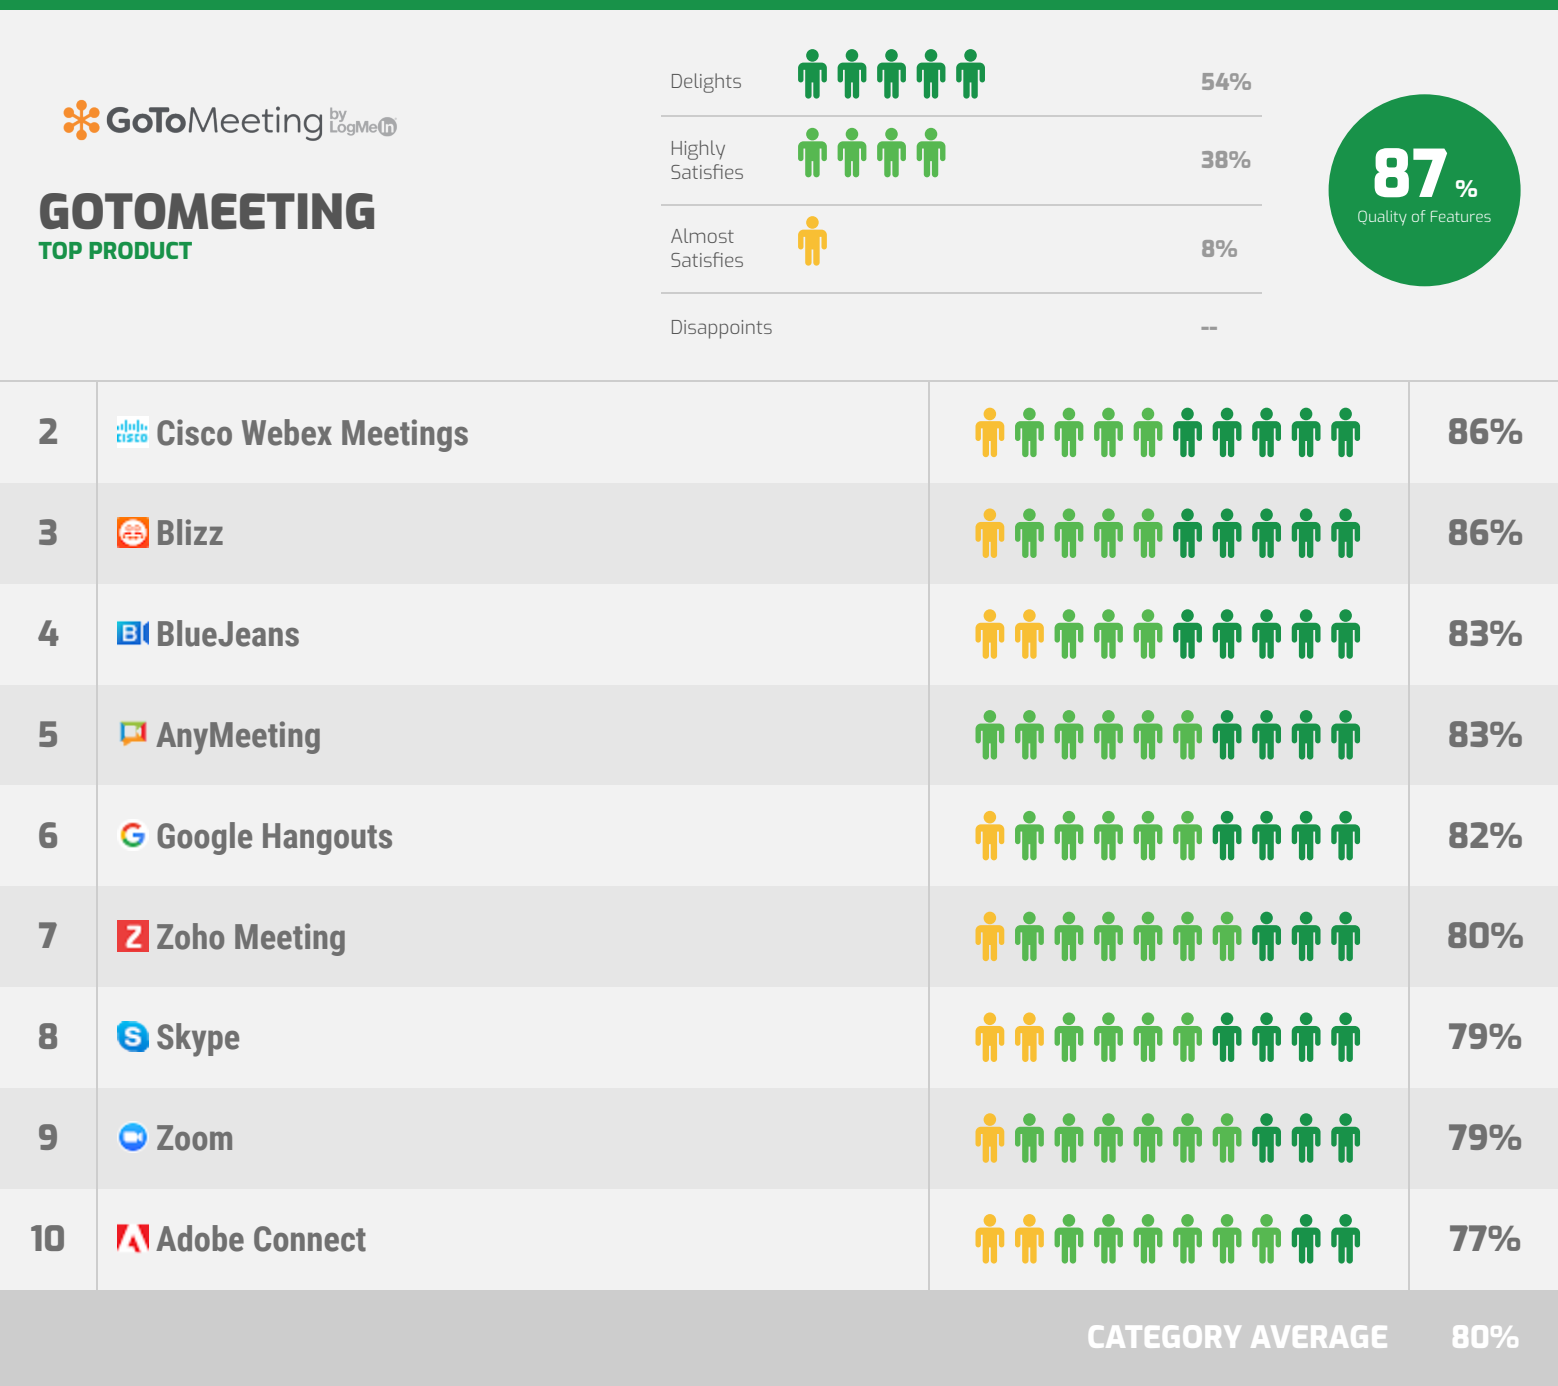 GoToMeeting by LogMeIn
GOTOMEETING
TOP PRODUCT
Delights 54%
Highly
Satisfies 38%
Almost
Satisfies 8%
Disappoints --
87 %
Quality of Features
2 CISCO Cisco Webex Meetings 86%
3 Blizz 86%
4 B BlueJeans 83%
5 AnyMeeting 83%
6 G Google Hangouts 82%
7 Z Zoho Meeting 80%
8 S Skype 79%
9 Zoom 79%
10 Adobe Connect 77%
CATEGORY AVERAGE 80%